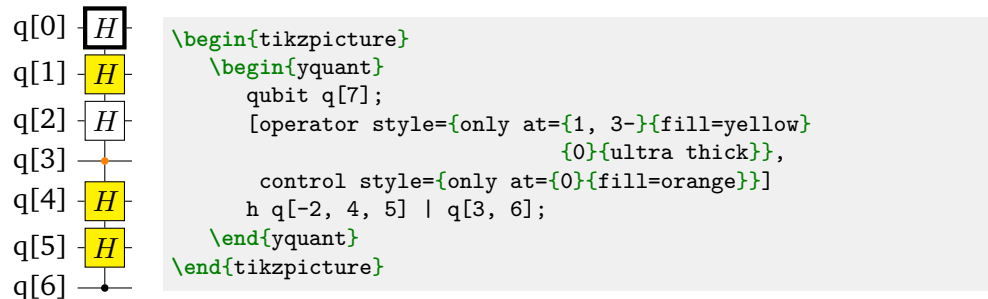 q[0] H
q[1] H
q[2] H
q[3]
q[4] H
q[5] H
q[6]
\begin{tikzpicture}
\begin{yquant}
qubit q[7];
[operator style={only at={1, 3-}{fill=yellow}
{0}{ultra thick}},
control style={only at={0}{fill=orange}}]
h q[-2, 4, 5] | q[3, 6];
\end{yquant}
\end{tikzpicture}